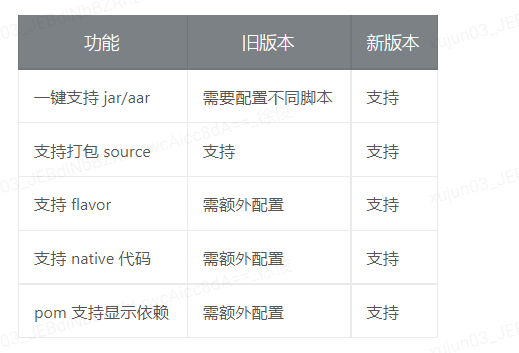 功能 旧版本 新版本
一键支持 jar/aar 需要配置不同脚本 支持
支持打包 source 支持 支持
支持 flavor 需额外配置 支持
支持 native 代码 需额外配置 支持
pom 支持显示依赖 需额外配置 支持